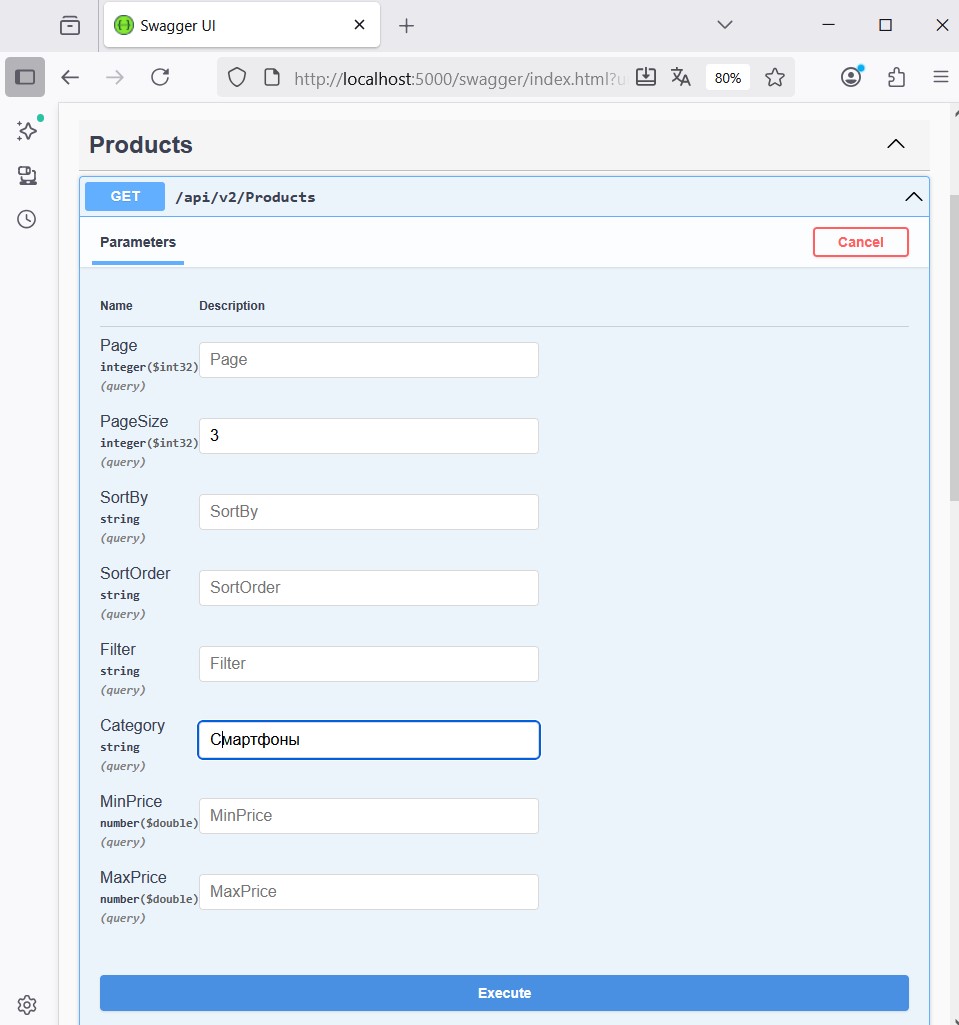 Swagger UI
http://localhost:5000/swagger/index.html?u
80%
Products
GET /api/v2/Products
Parameters
Cancel
Name Description
Page
integer($int32)
(query)
Page
PageSize
integer($int32)
(query)
3
SortBy
string
(query)
SortBy
SortOrder
string
(query)
SortOrder
Filter
string
(query)
Filter
Category
string
(query)
Смартфоны
MinPrice
number($double)
(query)
MinPrice
MaxPrice
number($double)
(query)
MaxPrice
Execute